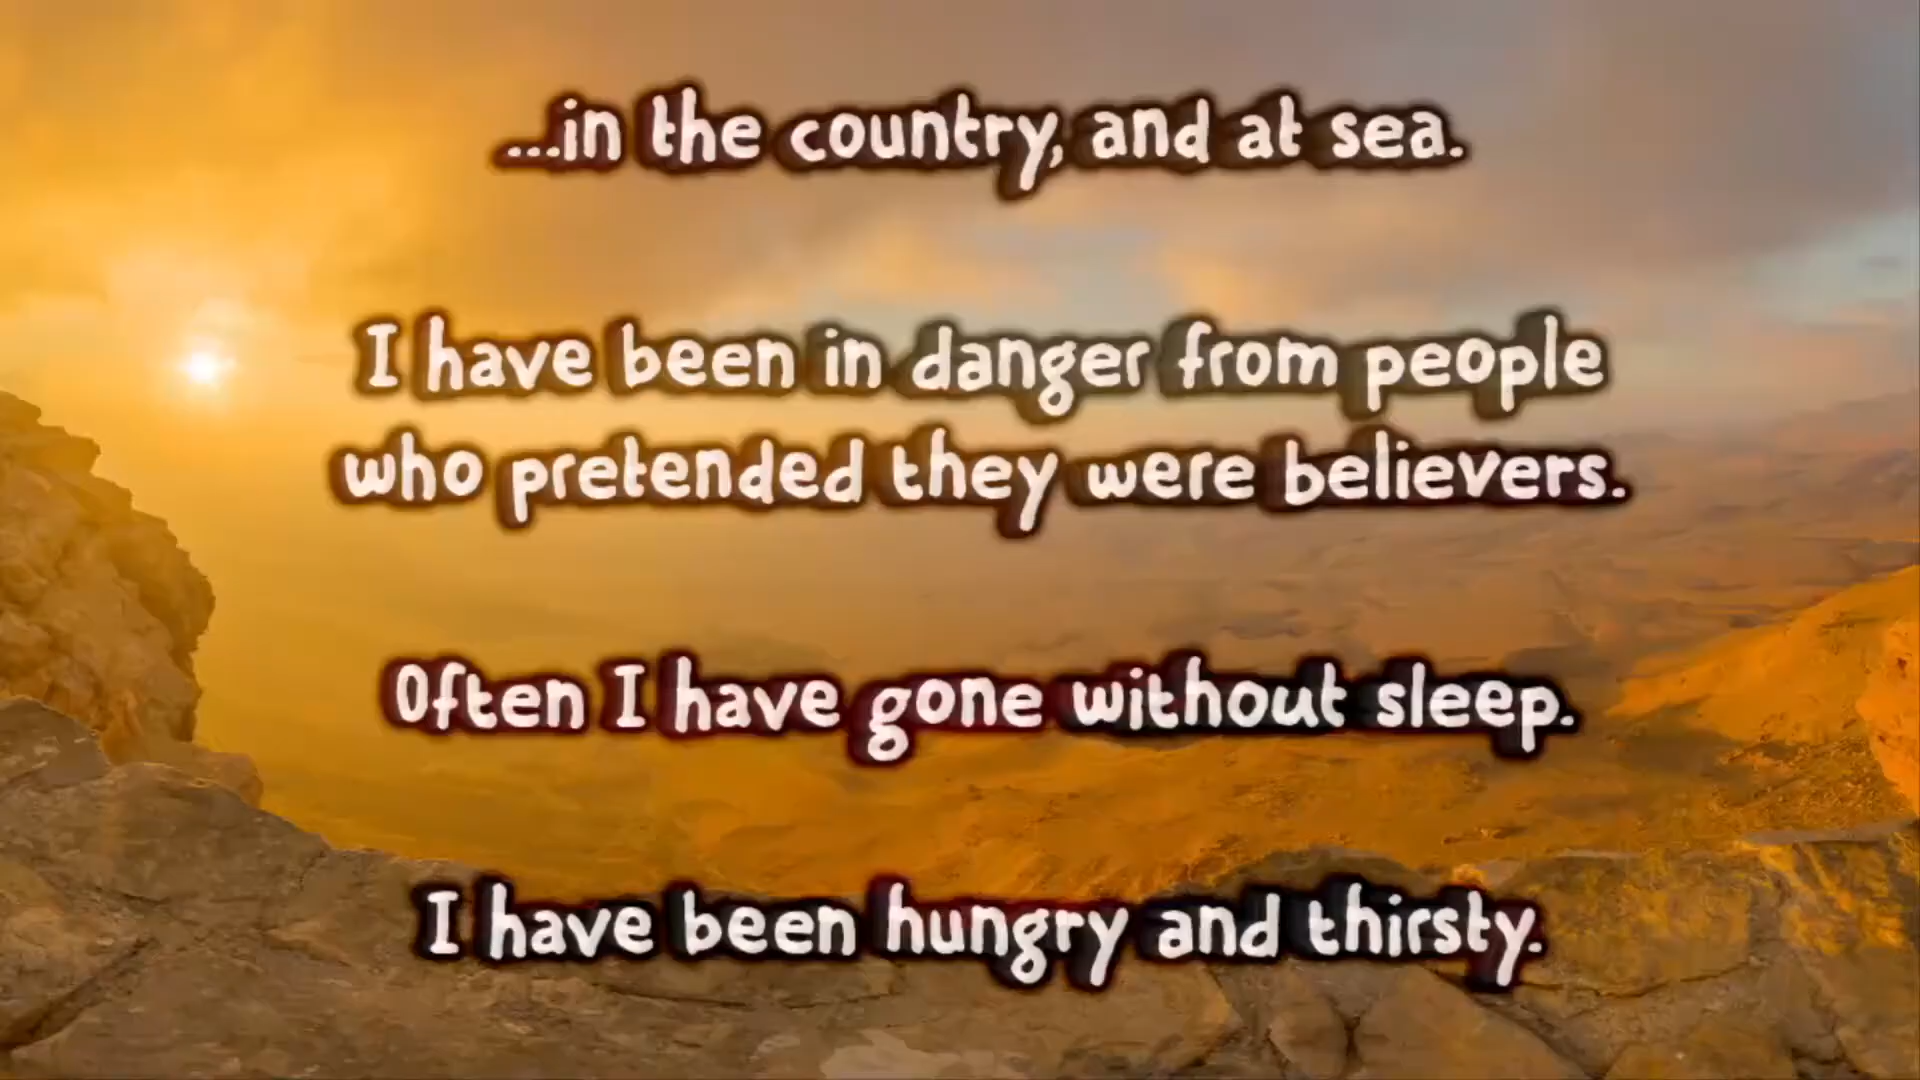 ...in the country, and at sea.
I have been in danger from people
who pretended they were believers.
Often I have gone without sleep.
I have been hungry and thirsty.